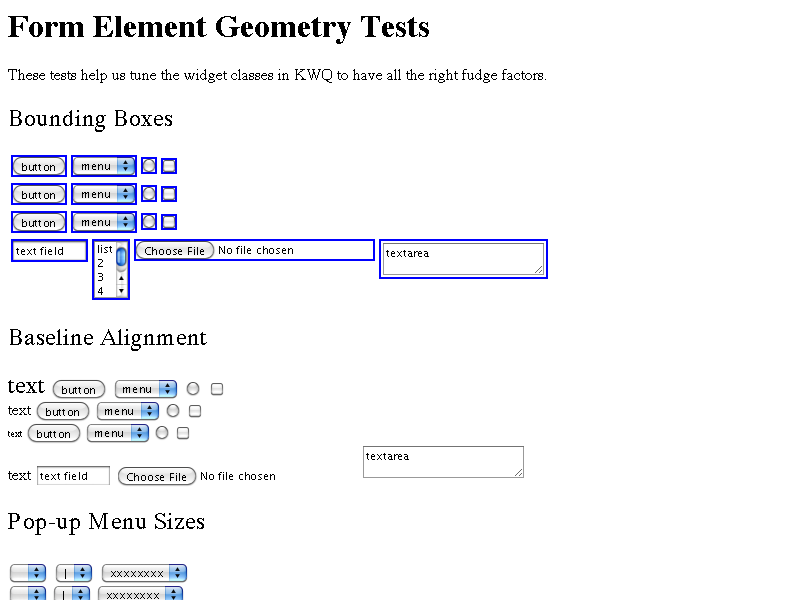 Form Element Geometry Tests
These tests help us tune the widget classes in KWQ to have all the right fudge factors.
Bounding Boxes
button menu
button menu
button menu
text field list Choose File No file chosen textarea
2
3
4
Baseline Alignment
text button menu
text button menu
text button menu
textarea
text text field Choose File No file chosen
Pop-up Menu Sizes
| xxxxxxxx
| xxxxxxxx